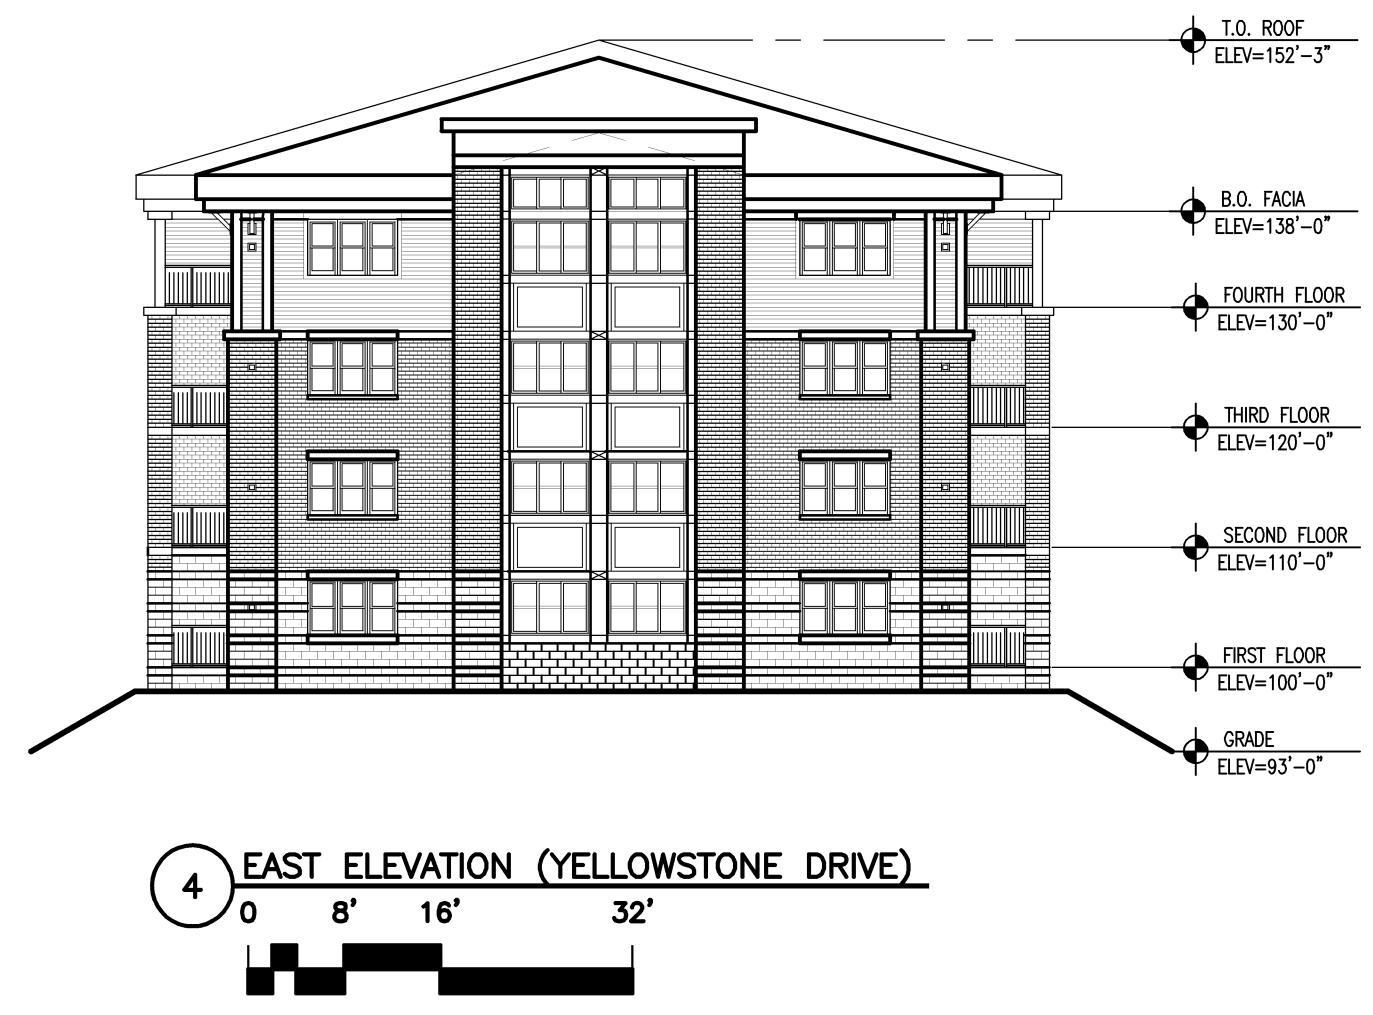 T.O. ROOF
ELEV=152'-3"
B.O. FACIA
ELEV=138'-0"
FOURTH FLOOR
ELEV=130'-0"
THIRD FLOOR
ELEV=120'-0"
SECOND FLOOR
ELEV=110'-0"
FIRST FLOOR
ELEV=100'-0"
GRADE
ELEV=93'-0"
4 EAST ELEVATION (YELLOWSTONE DRIVE)
0 8' 16' 32'